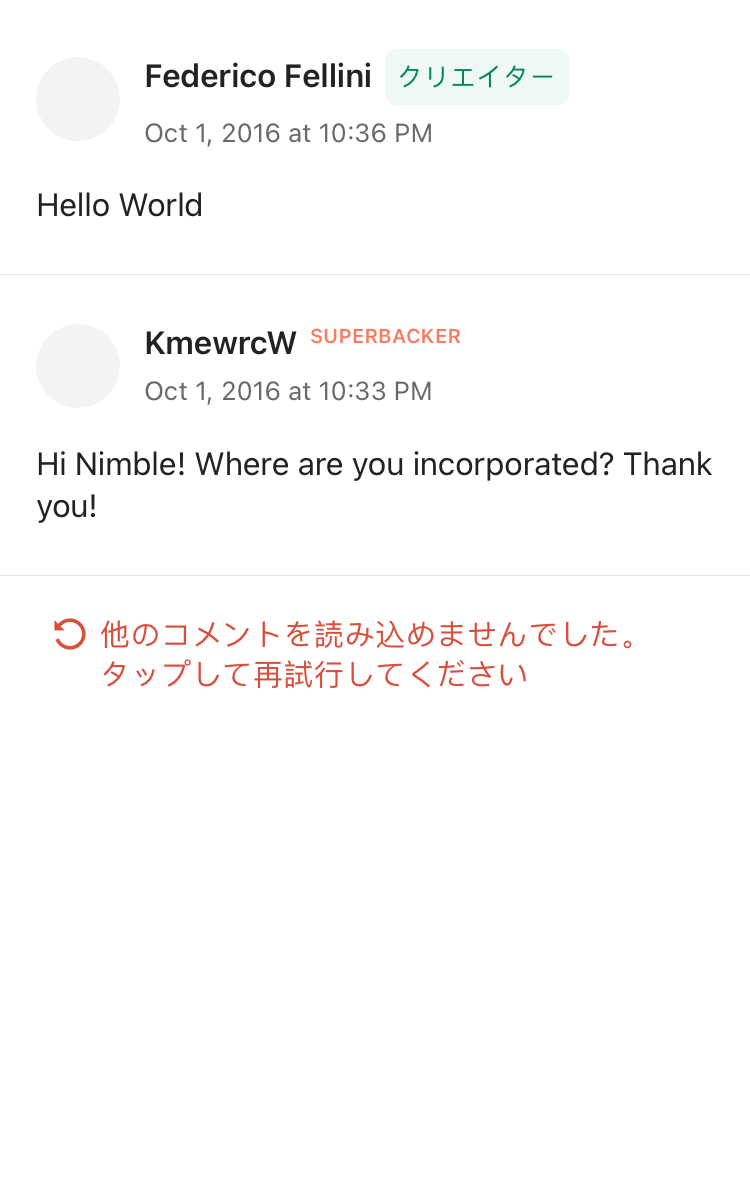 Federico Fellini クリエイター
Oct 1, 2016 at 10:36 PM
Hello World
KmewrcW SUPERBACKER
Oct 1, 2016 at 10:33 PM
Hi Nimble! Where are you incorporated? Thank
you!
他のコメントを読み込めませんでした。
タップして再試行してください